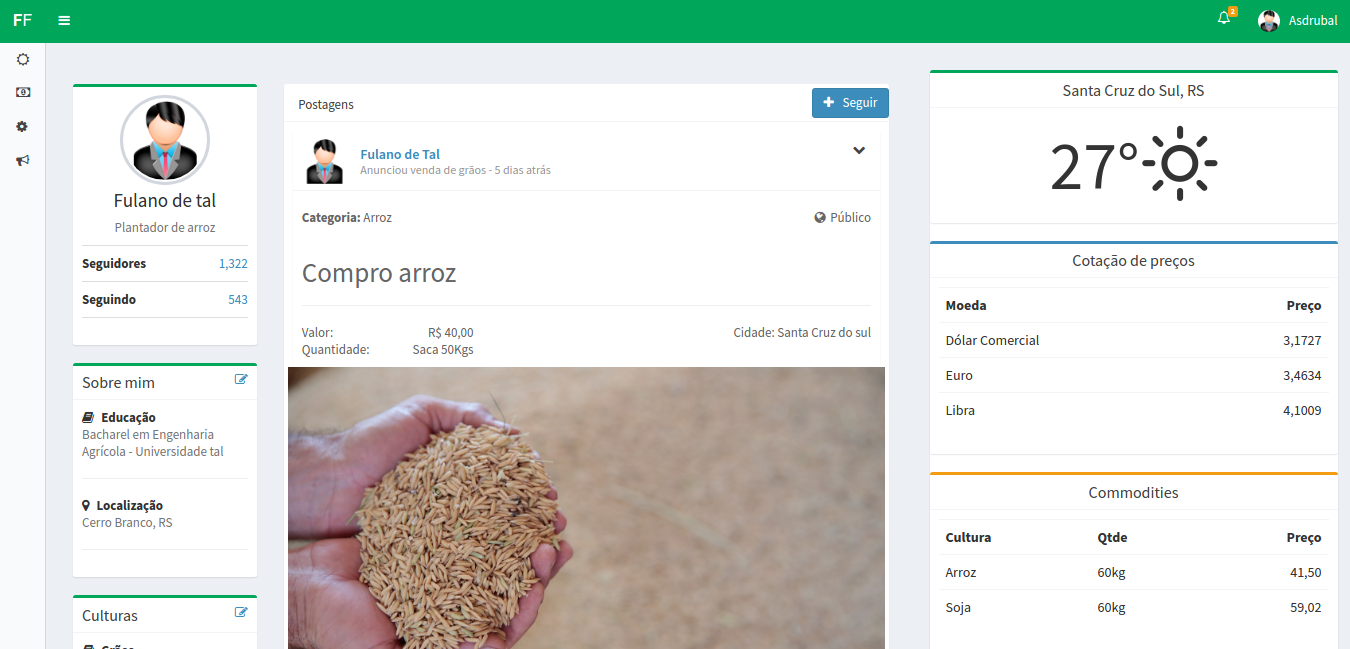 FF
2
Asdrubal
Fulano de tal
Plantador de arroz
Seguidores 1,322
Seguindo 543
Sobre mim
Educação
Bacharel em Engenharia
Agrícola - Universidade tal
Localização
Cerro Branco, RS
Culturas
Grãos
Postagens
Seguir
Fulano de Tal
Anunciou venda de grãos - 5 dias atrás
Categoria: Arroz
Público
Compro arroz
Valor: R$ 40,00 Cidade: Santa Cruz do sul
Quantidade: Saca 50Kgs
Santa Cruz do Sul, RS
27°
Cotação de preços
Moeda Preço
Dólar Comercial 3,1727
Euro 3,4634
Libra 4,1009
Commodities
Cultura Qtde Preço
Arroz 60kg 41,50
Soja 60kg 59,02